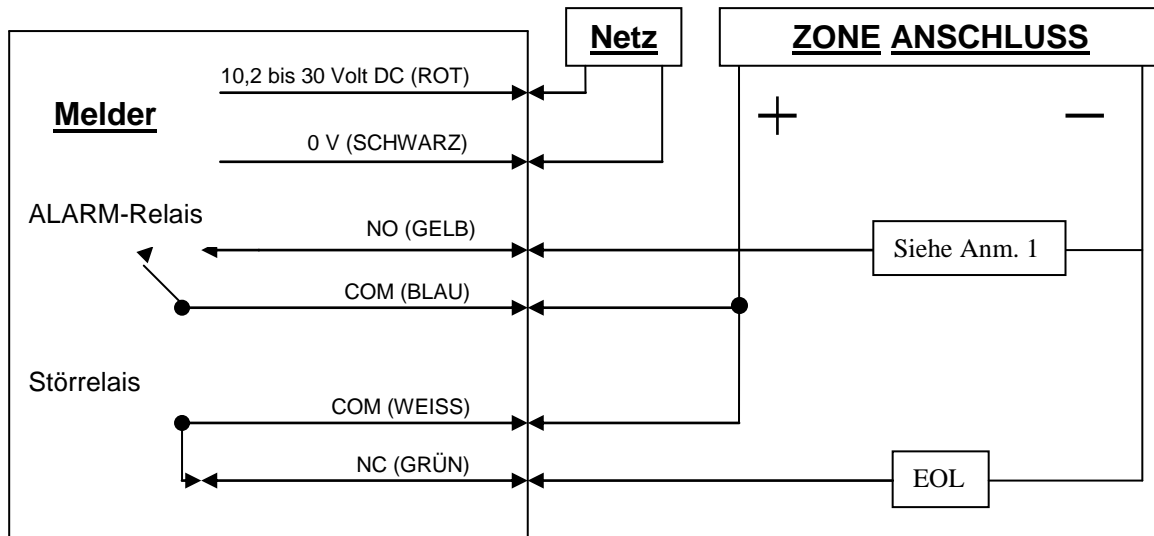 Netz
ZONE ANSCHLUSS
10,2 bis 30 Volt DC (ROT)
Melder
+
−
0 V (SCHWARZ)
ALARM-Relais
NO (GELB)
Siehe Anm. 1
COM (BLAU)
Störrelais
COM (WEISS)
NC (GRÜN)
EOL